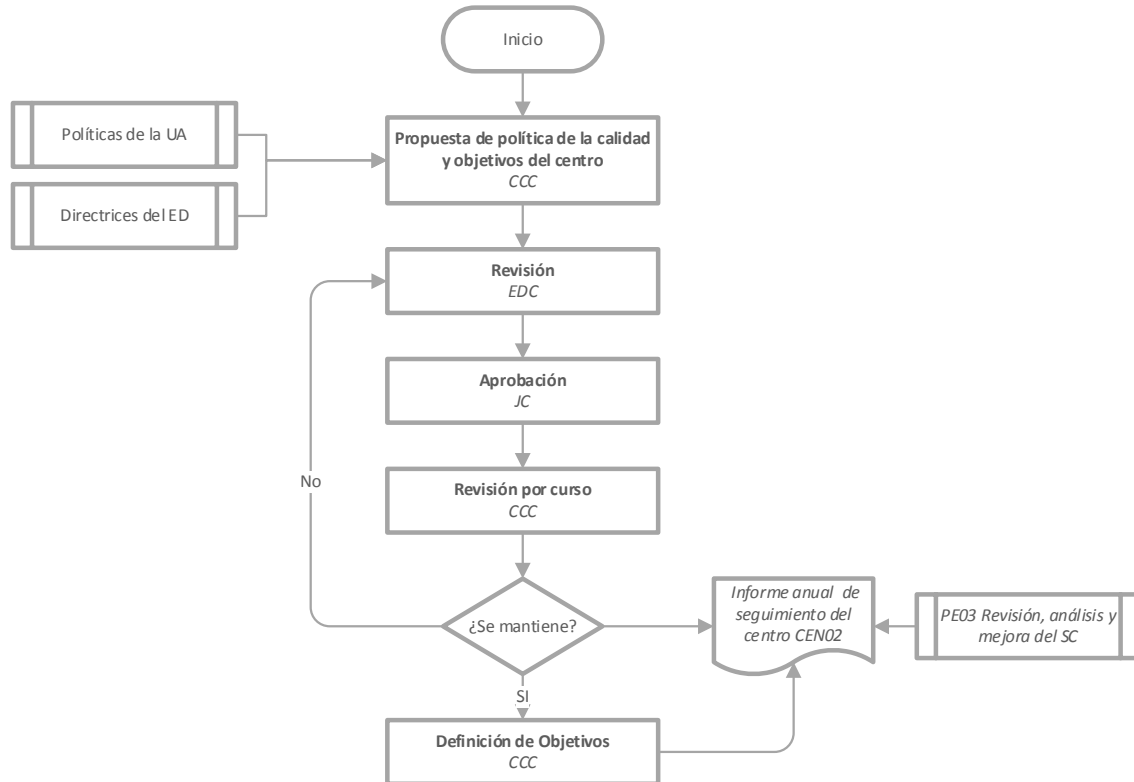 Inicio
Políticas de la UA
Directrices del ED
Propuesta de política de la calidad
y objetivos del centro
CCC
Revisión
EDC
Aprobación
JC
Revisión por curso
CCC
No
¿Se mantiene?
Informe anual de
seguimiento del
centro CEN02
PE03 Revisión, análisis y
mejora del SC
SI
Definición de Objetivos
CCC